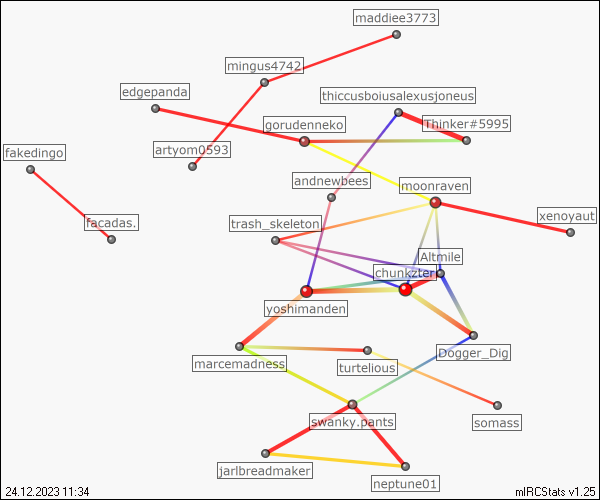 maddiee3773
mingus4742
edgepanda
thiccusboiusalexusjoneus
gorudenneko
Thinker#5995
artyom0593
fakedingo
andnewbees
moonraven
facadas.
trash_skeleton
xenoyaut
Altmile
chunkzter
yoshimanden
marcemadness
turtelious
Dogger_Dig
swanky.pants
somass
jarlbreadmaker
neptune01
24.12.2023 11:34
mIRCStats v1.25